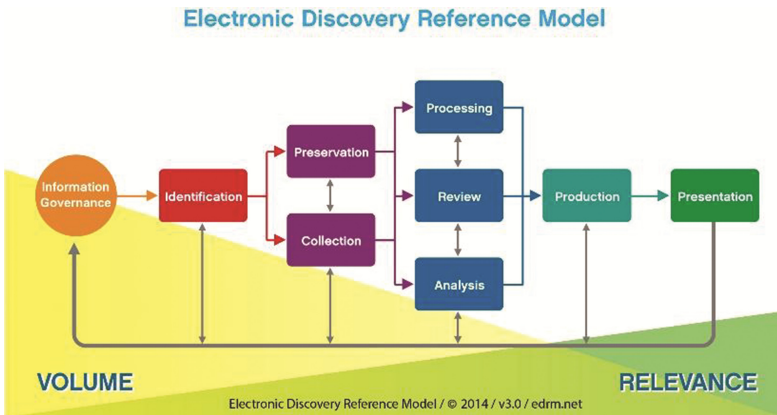 Electronic Discovery Reference Model
Processing
Preservation
Information
Governance
Identification
Review
Production
Presentation
Collection
Analysis
VOLUME
RELEVANCE
Electronic Discovery Reference Model / © 2014 / v3.0 / edrm.net